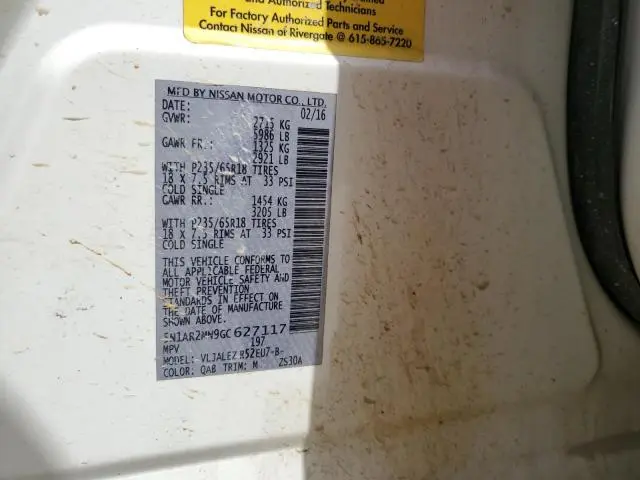 and Authorized Technicians
For Factory Authorized Parts and Service
Contact Nissan of Rivergate @ 615-865-7220
MFD BY NISSAN MOTOR CO., LTD.
DATE: 02/16
GVWR: 2715 KG
5986 LB
GAWR FR.: 1325 KG
2921 LB
WITH P235/65R18 TIRES
18 X 7.5 RIMS AT 33 PSI
COLD SINGLE
GAWR RR.: 1454 KG
3205 LB
WITH P235/65R18 TIRES
18 X 7.5 RIMS AT 33 PSI
COLD SINGLE
THIS VEHICLE CONFORMS TO
ALL APPLICABLE FEDERAL
MOTOR VEHICLE SAFETY AND
THEFT PREVENTION
STANDARDS IN EFFECT ON
THE DATE OF MANUFACTURE
SHOWN ABOVE.
5N1AR2MN9GC627117
MPV 197
MODEL: R52EU7-B-
COLOR: QAB TRIM: M ZS30A